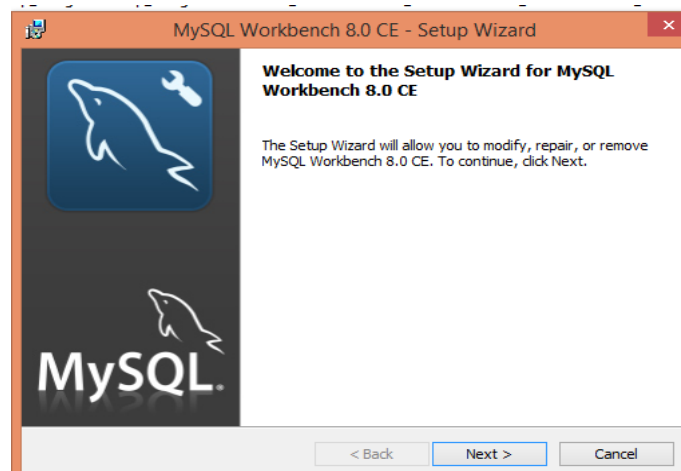 MySQL Workbench 8.0 CE - Setup Wizard
Welcome to the Setup Wizard for MySQL
Workbench 8.0 CE
The Setup Wizard will allow you to modify, repair, or remove
MySQL Workbench 8.0 CE. To continue, click Next.
MySQL.
< Back
Next >
Cancel